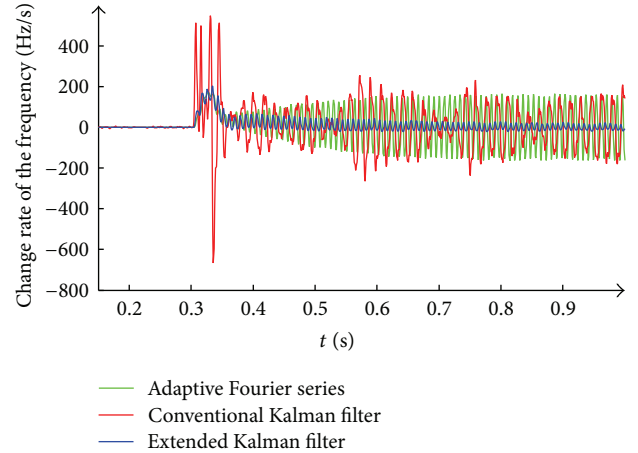 Change rate of the frequency (Hz/s)
400
200
0
−200
−400
−600
−800
0.2 0.3 0.4 0.5 0.6 0.7 0.8 0.9
t (s)
Adaptive Fourier series
Conventional Kalman filter
Extended Kalman filter